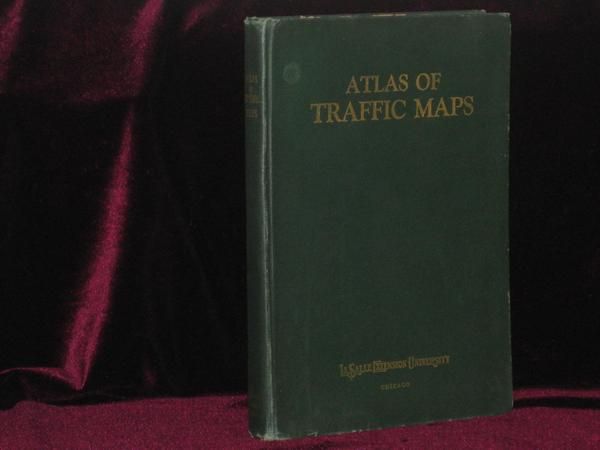 ATLAS OF
TRAFFIC MAPS
LASALLE EXTENSION UNIVERSITY
CHICAGO